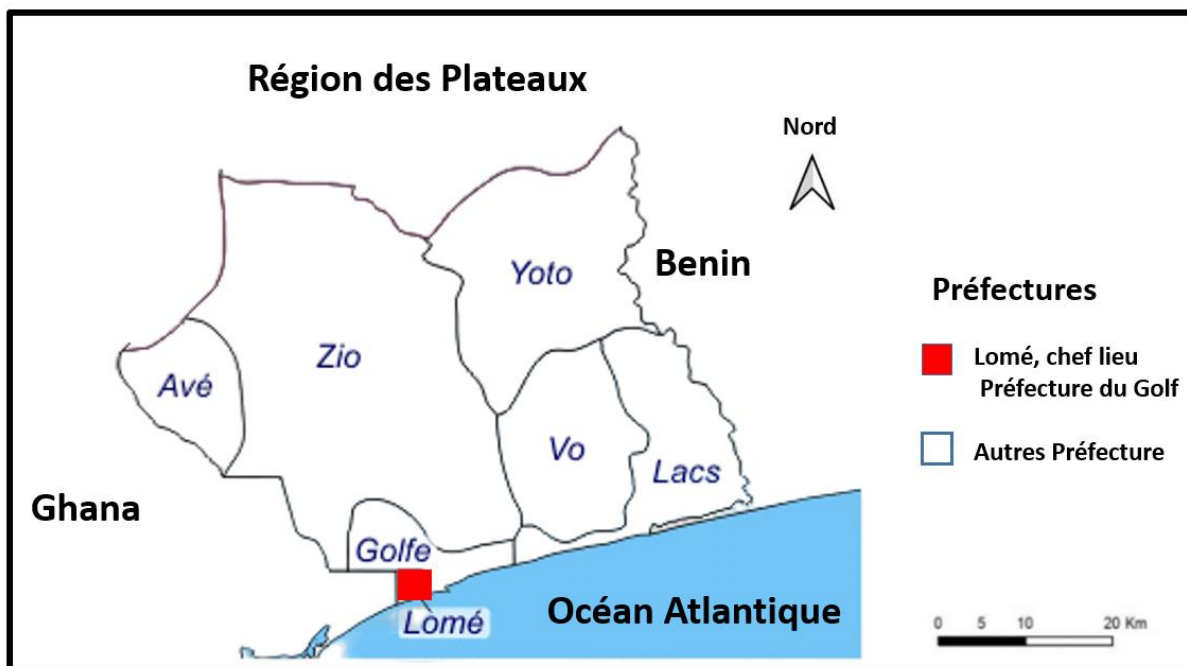 Région des Plateaux
Nord
Yoto
Benin
Préfectures
Zio
Lomé, chef lieu
Préfecture du Golf
Avé
Vo
Autres Préfecture
Lacs
Ghana
Golfe
Océan Atlantique
Lomé
0 5 10 20 Km